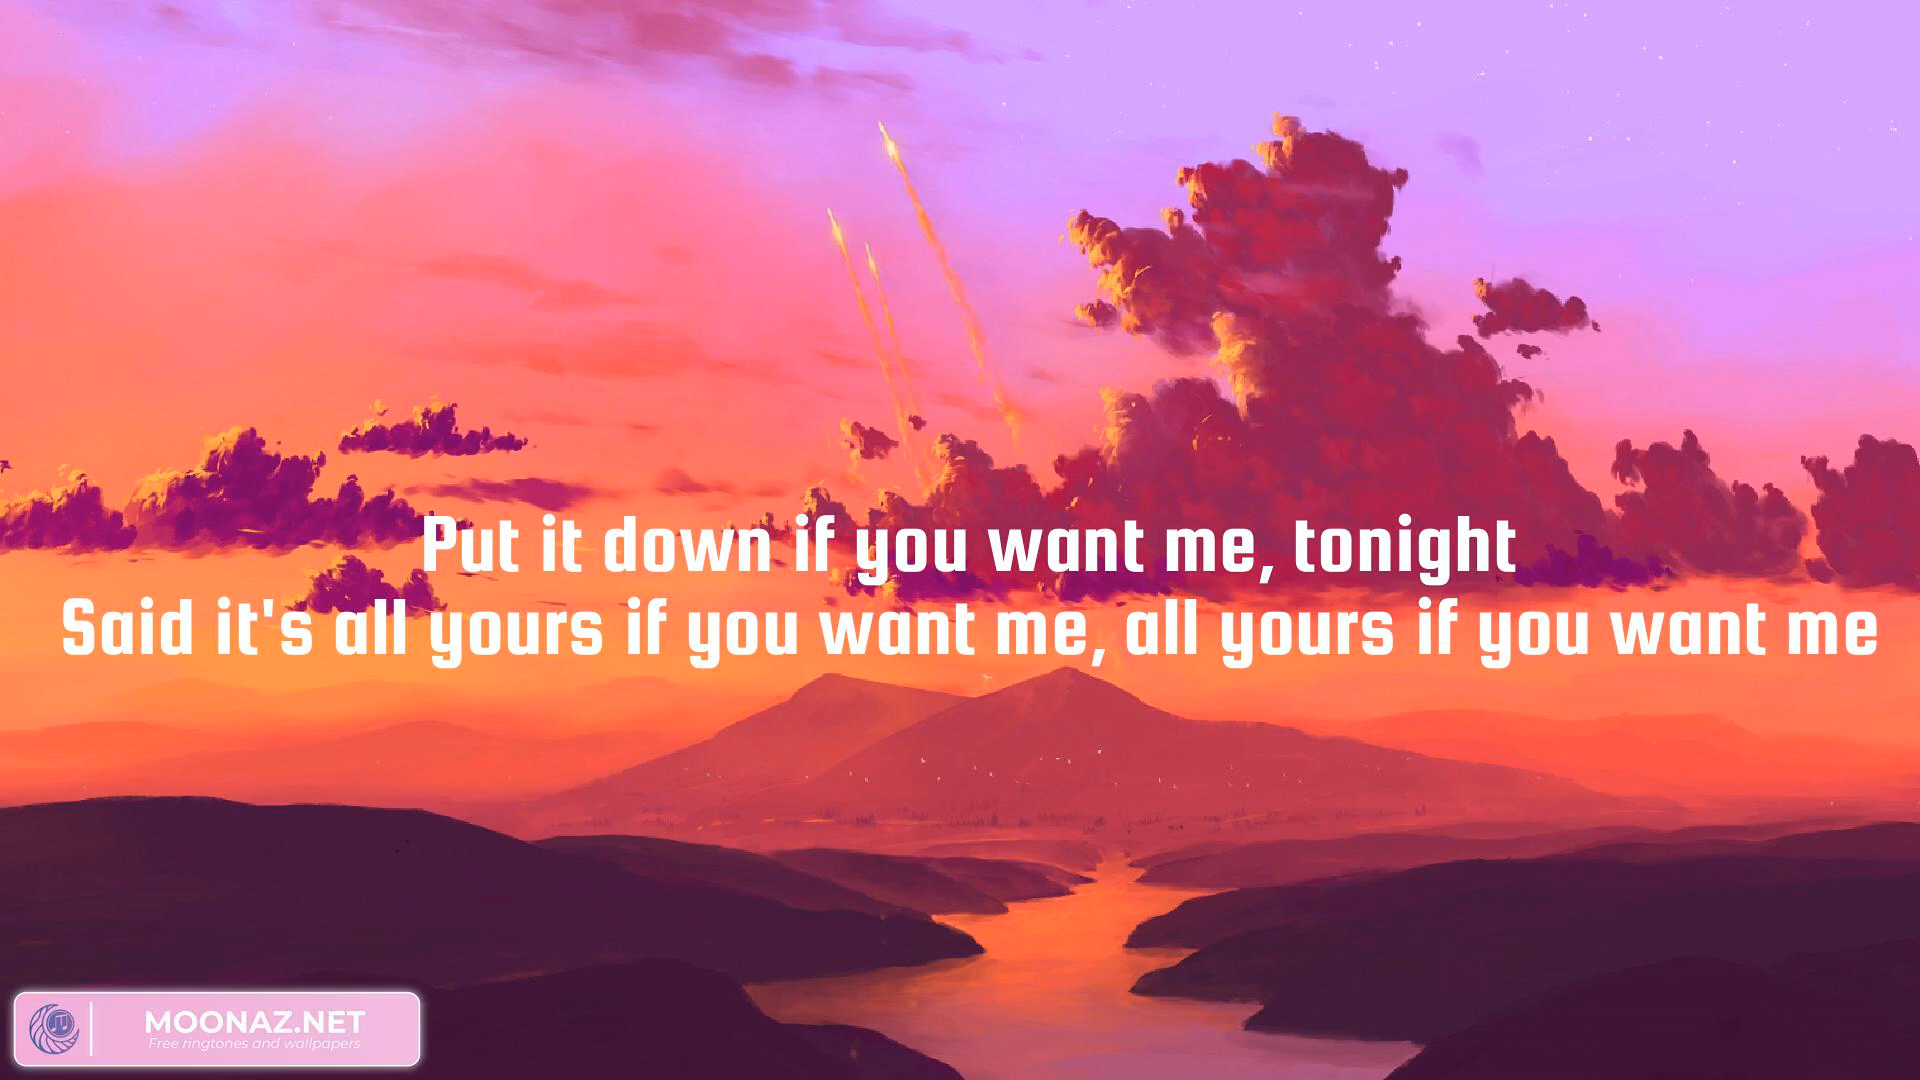 Put it down if you want me, tonight
Said it's all yours if you want me, all yours if you want me
MOONAZ.NET
Free ringtones and wallpapers